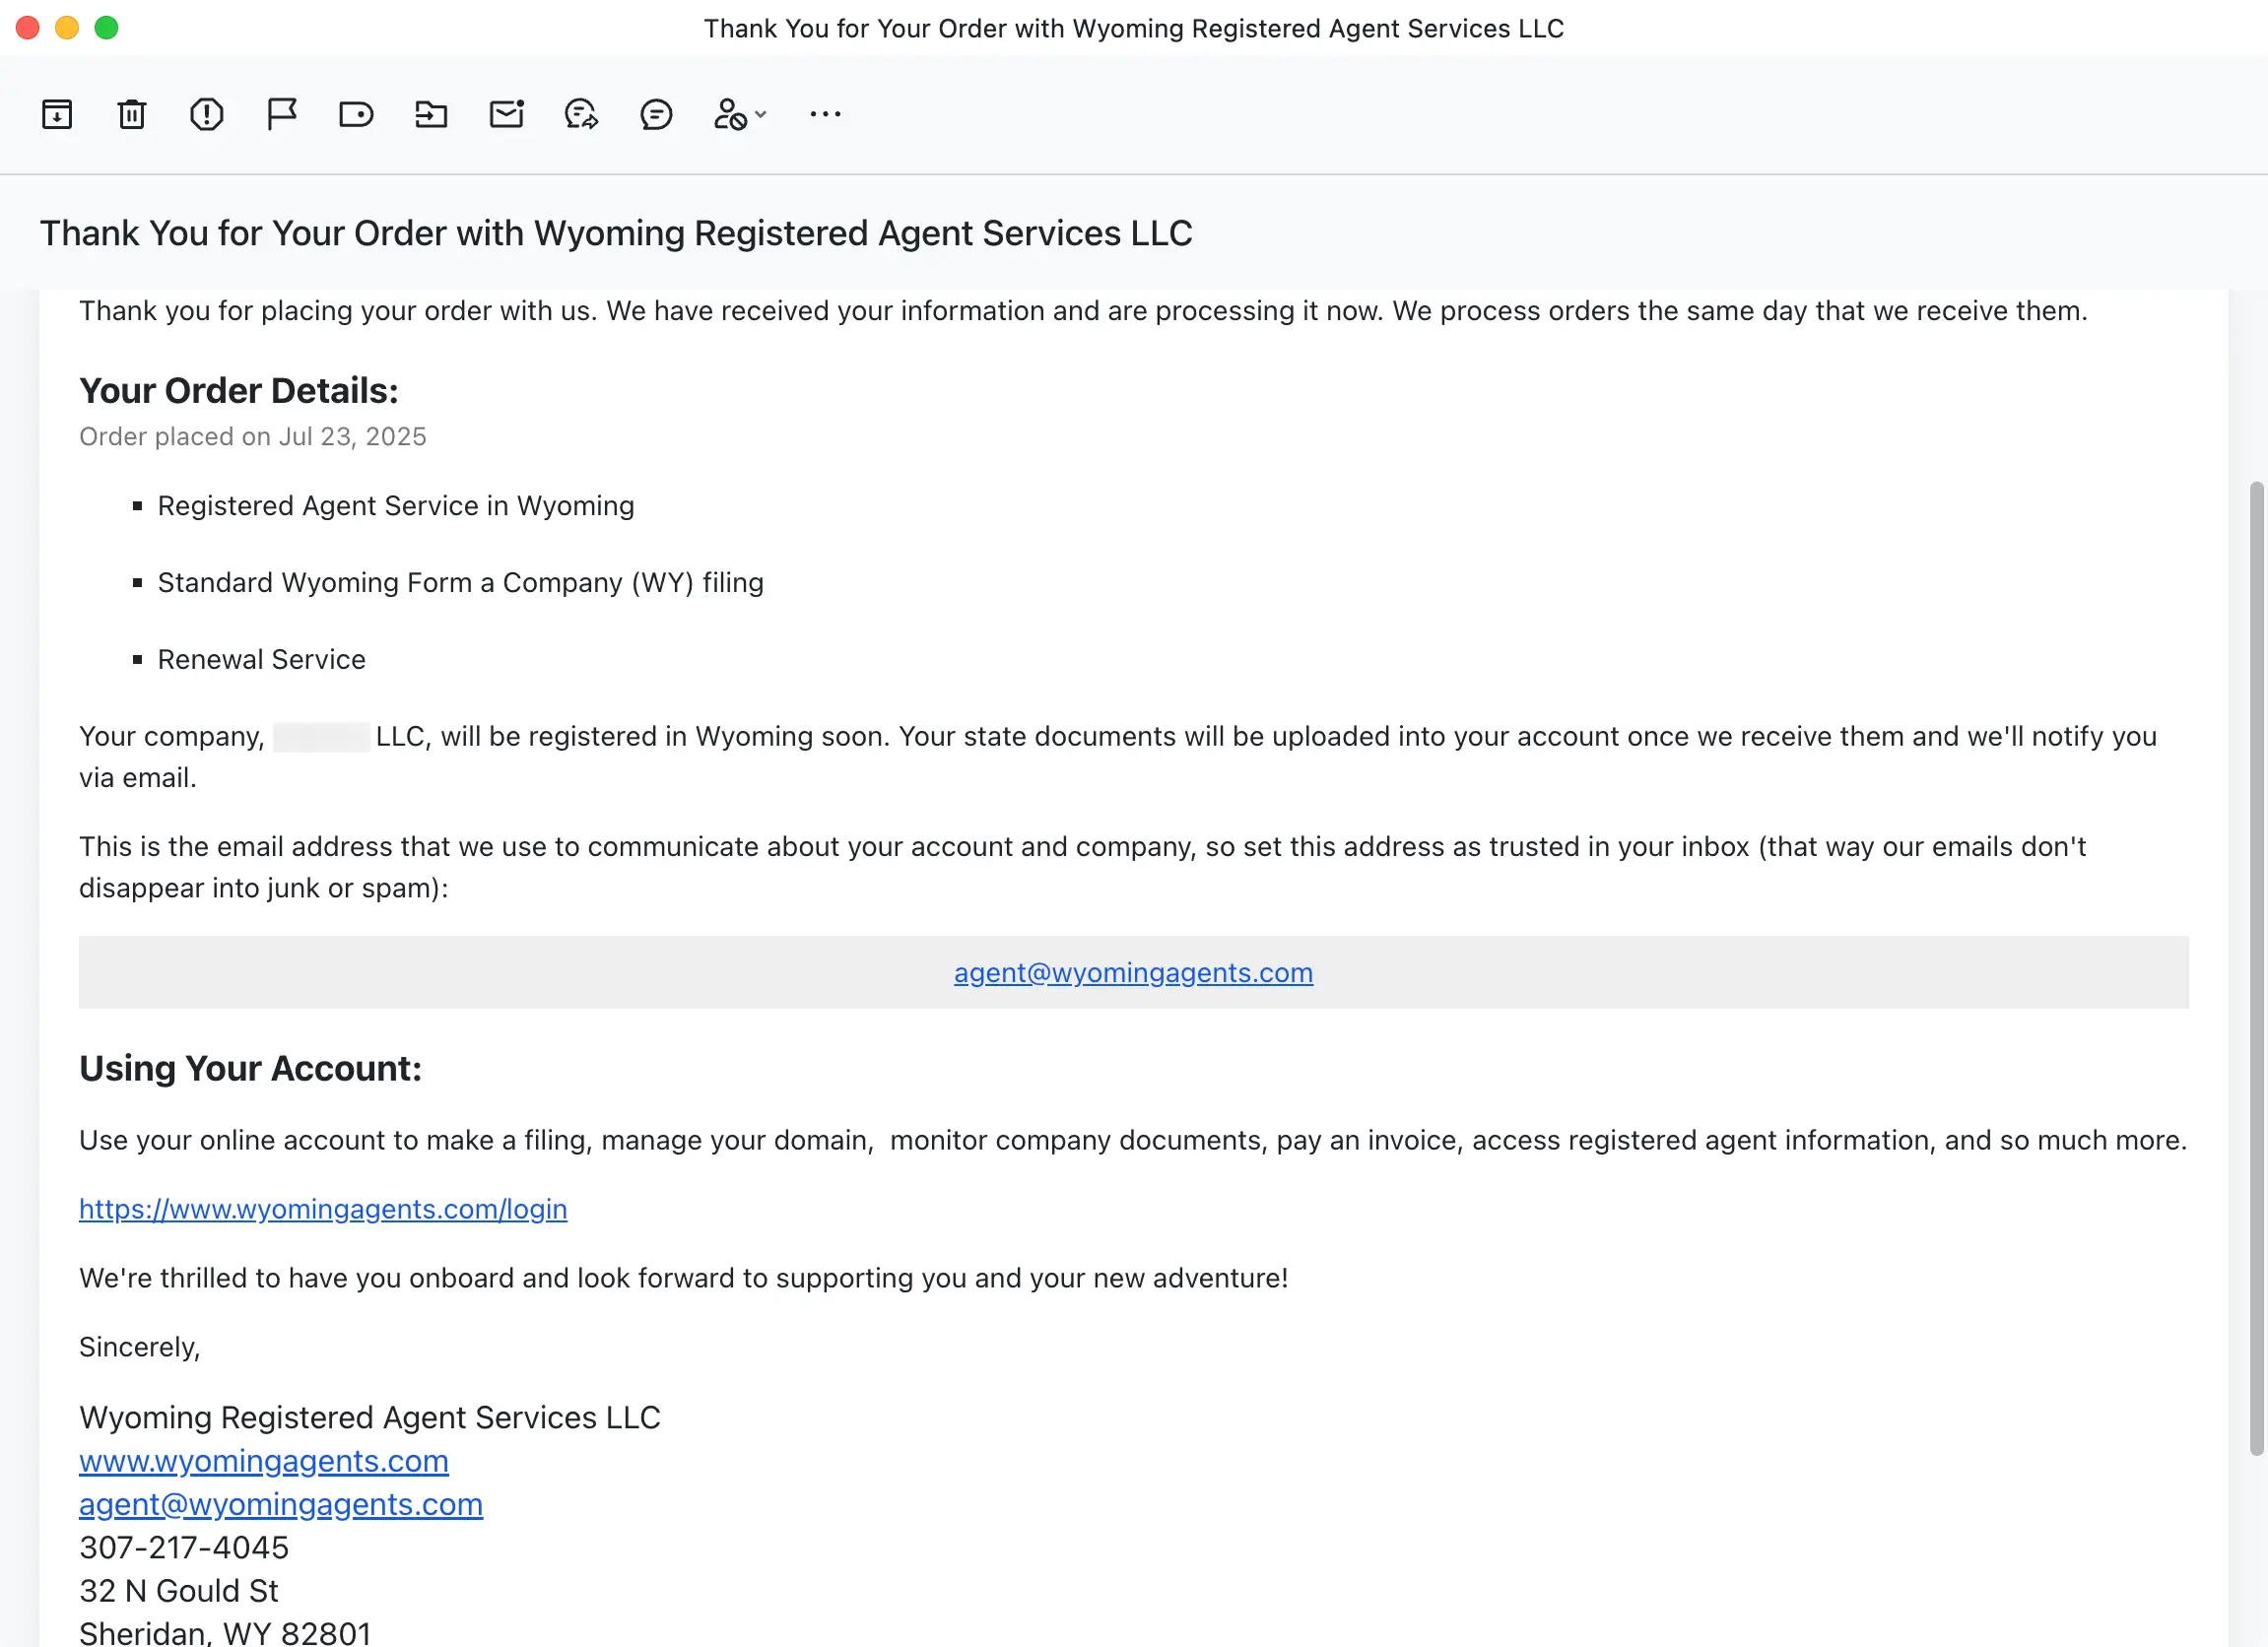 Thank You for Your Order with Wyoming Registered Agent Services LLC
Thank You for Your Order with Wyoming Registered Agent Services LLC
Thank you for placing your order with us. We have received your information and are processing it now. We process orders the same day that we receive them.
Your Order Details:
Order placed on Jul 23, 2025
▪ Registered Agent Service in Wyoming
▪ Standard Wyoming Form a Company (WY) filing
▪ Renewal Service
Your company, LLC, will be registered in Wyoming soon. Your state documents will be uploaded into your account once we receive them and we'll notify you
via email.
This is the email address that we use to communicate about your account and company, so set this address as trusted in your inbox (that way our emails don't
disappear into junk or spam):
agent@wyomingagents.com
Using Your Account:
Use your online account to make a filing, manage your domain,  monitor company documents, pay an invoice, access registered agent information, and so much more.
https://www.wyomingagents.com/login
We're thrilled to have you onboard and look forward to supporting you and your new adventure!
Sincerely,
Wyoming Registered Agent Services LLC
www.wyomingagents.com
agent@wyomingagents.com
307-217-4045
32 N Gould St
Sheridan, WY 82801